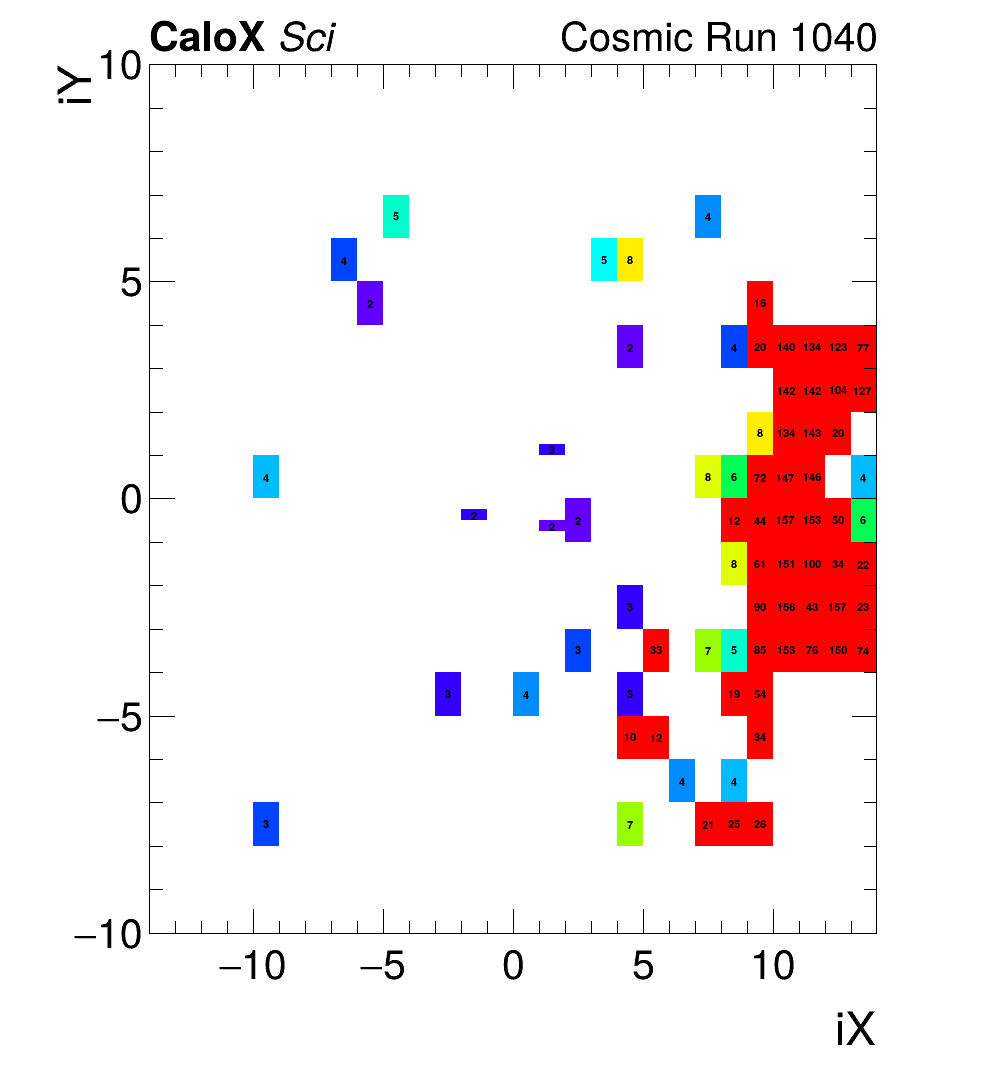 CaloX Sci Cosmic Run 1040
iY
10
5 4
4 5 8
5
2 16
2 4 20 140 134 123 77
142 142 104 127
8 134 143 20
3
4 8 6 72 147 146 4
0
2 2 2 12 44 157 153 50 6
8 61 151 100 34 22
3 90 156 43 157 23
3 33 7 5 85 153 76 150 74
3 4 3 19 54
−5
10 12 34
4 4
3 7 21 25 26
−10
−10 −5 0 5 10
iX